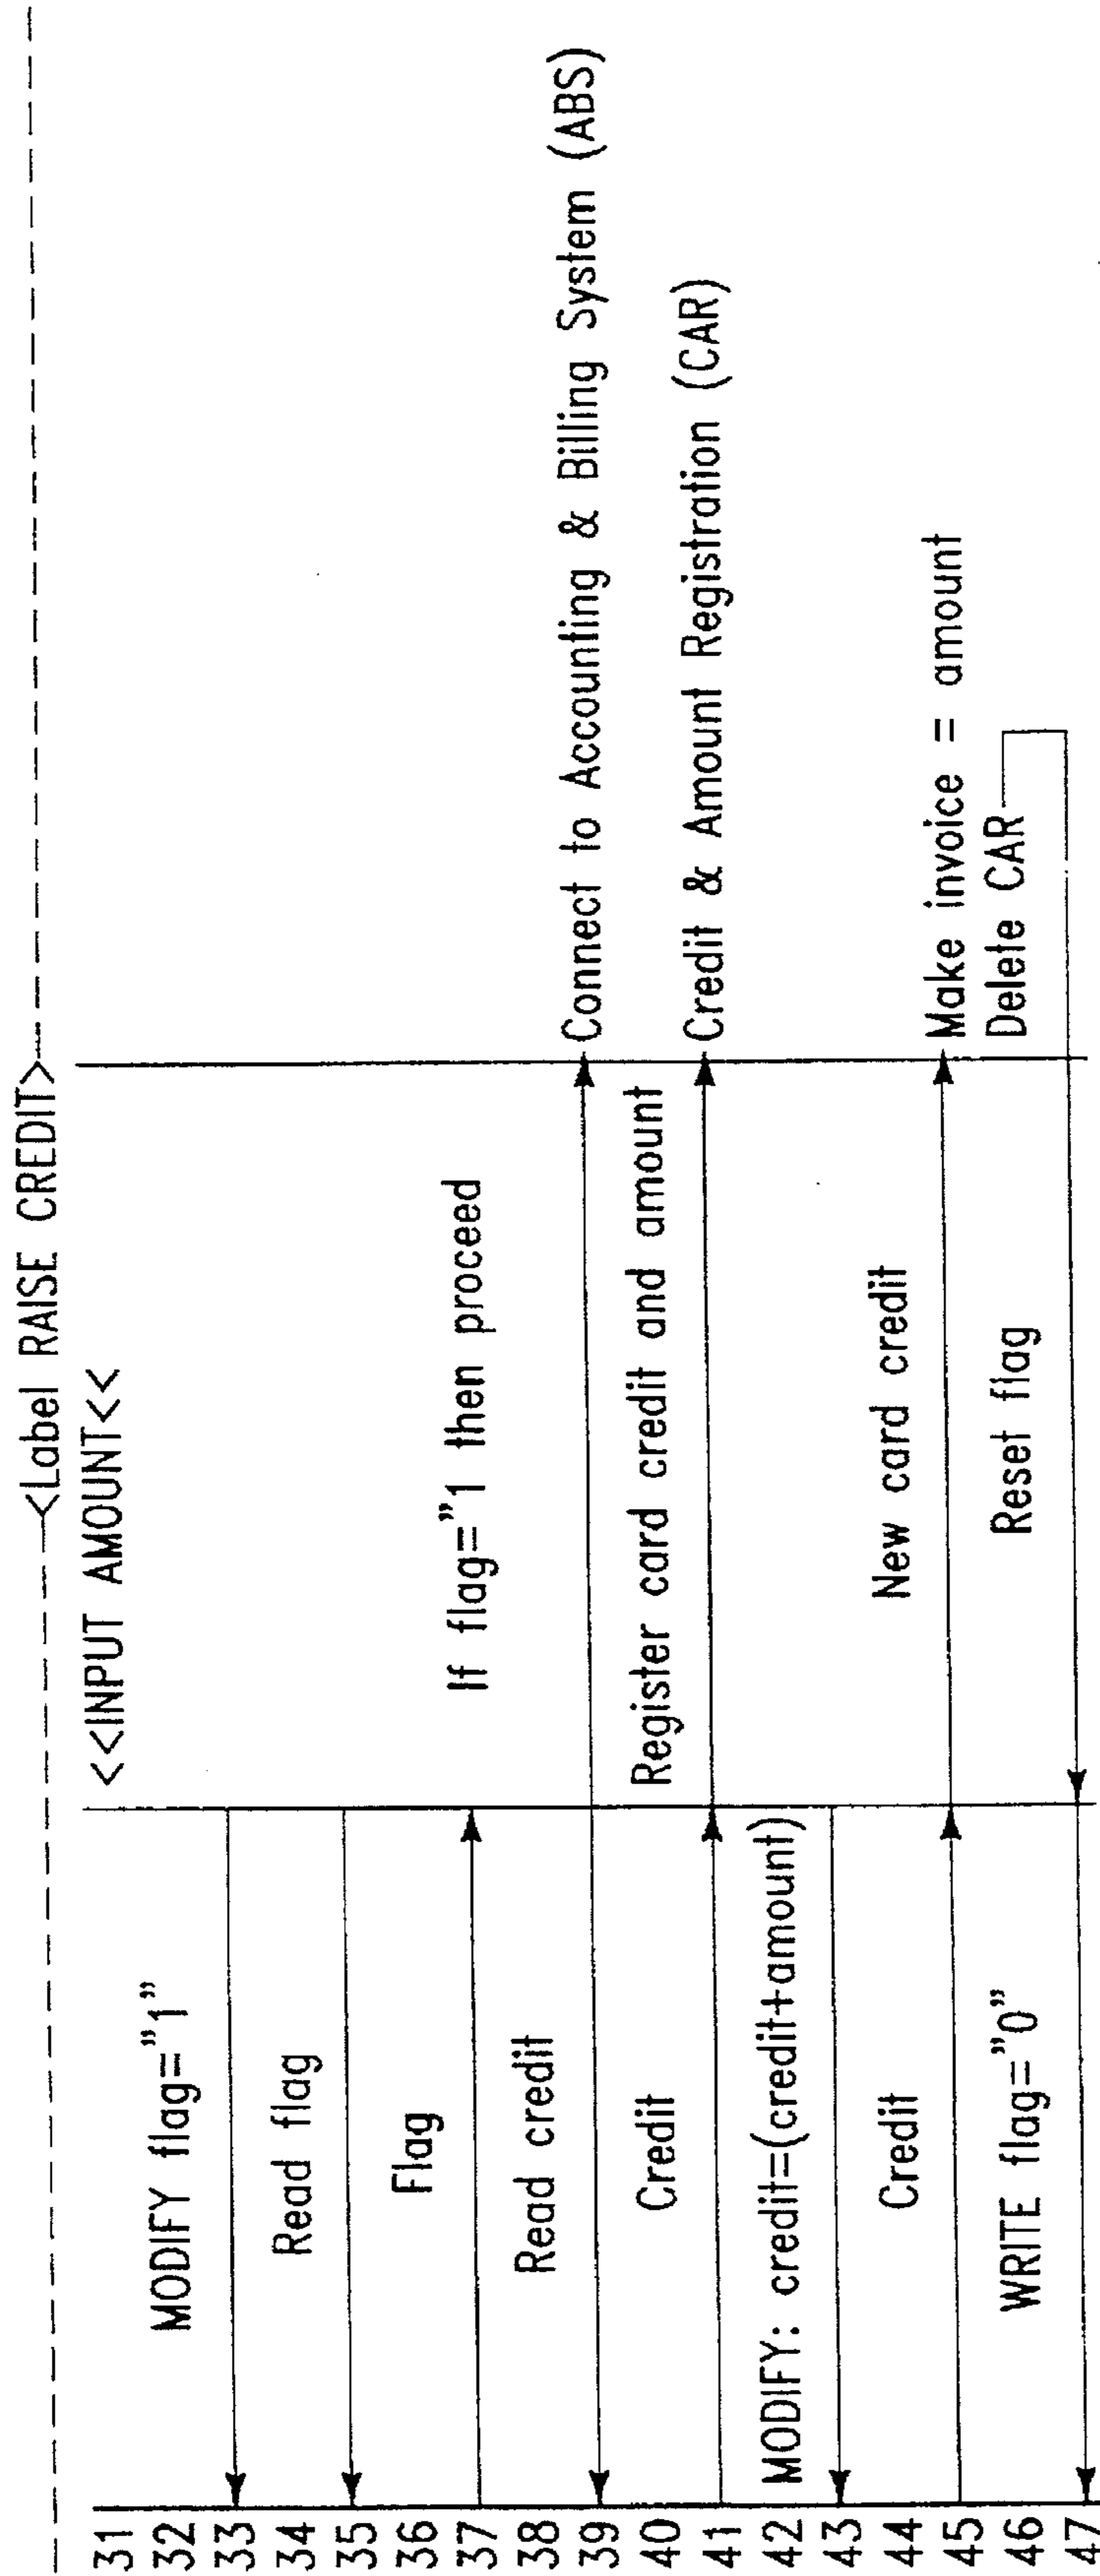 <Label RAISE CREDIT>
31 <<INPUT AMOUNT<<
32 MODIFY flag="1"
33
34 Read flag
35
36 Flag
37 If flag="1 then proceed
38 Read credit
39 Connect to Accounting & Billing System (ABS)
40 Credit Register card credit and amount
41 Credit & Amount Registration (CAR)
42 MODIFY: credit=(credit+amount)
43
44 Credit New card credit
45 Make invoice = amount
46 WRITE flag="0" Reset flag Delete CAR
47